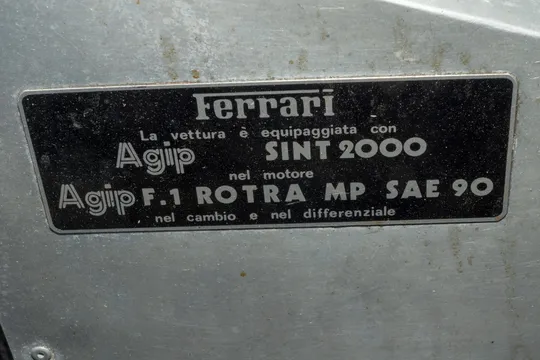 Ferrari
La vettura è equipaggiata con
Agip SINT 2000
nel motore
Agip F.1 ROTRA MP SAE 90
nel cambio e nel differenziale